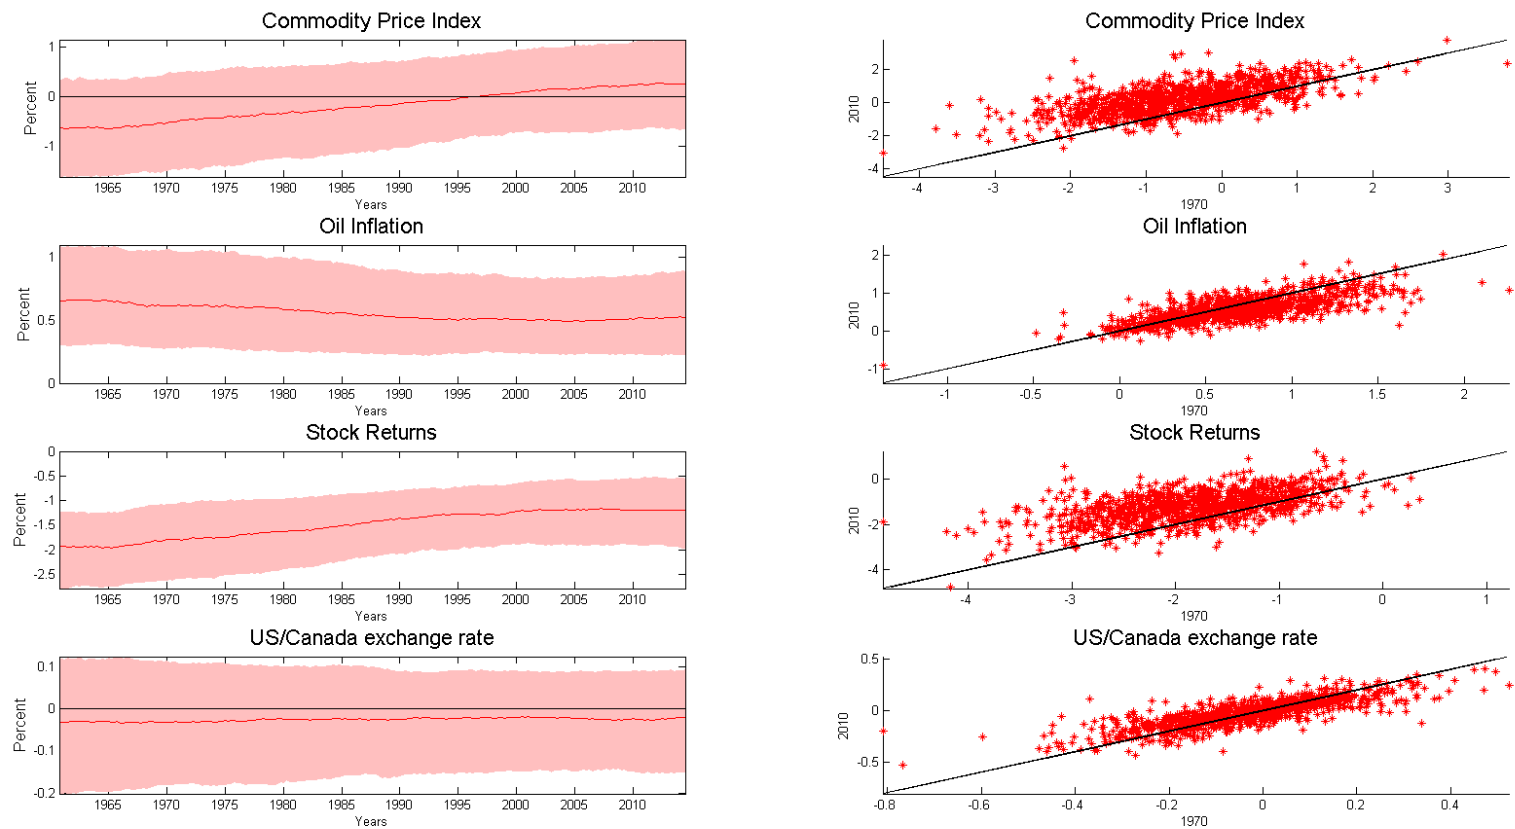 Commodity Price Index
1
0
-1
Percent
1965 1970 1975 1980 1985 1990 1995 2000 2005 2010
Years
Commodity Price Index
2
0
-2
-4
2010
-4 -3 -2 -1 0 1 2 3
1970
Oil Inflation
1
0.5
0
Percent
1965 1970 1975 1980 1985 1990 1995 2000 2005 2010
Years
Oil Inflation
2
1
0
-1
2010
-1 -0.5 0 0.5 1 1.5 2
1970
Stock Returns
0
-0.5
-1
-1.5
-2
-2.5
Percent
1965 1970 1975 1980 1985 1990 1995 2000 2005 2010
Years
Stock Returns
0
-2
-4
2010
-4 -3 -2 -1 0 1
1970
US/Canada exchange rate
0.1
0
-0.1
-0.2
Percent
1965 1970 1975 1980 1985 1990 1995 2000 2005 2010
Years
US/Canada exchange rate
0.5
0
-0.5
2010
-0.8 -0.6 -0.4 -0.2 0 0.2 0.4
1970